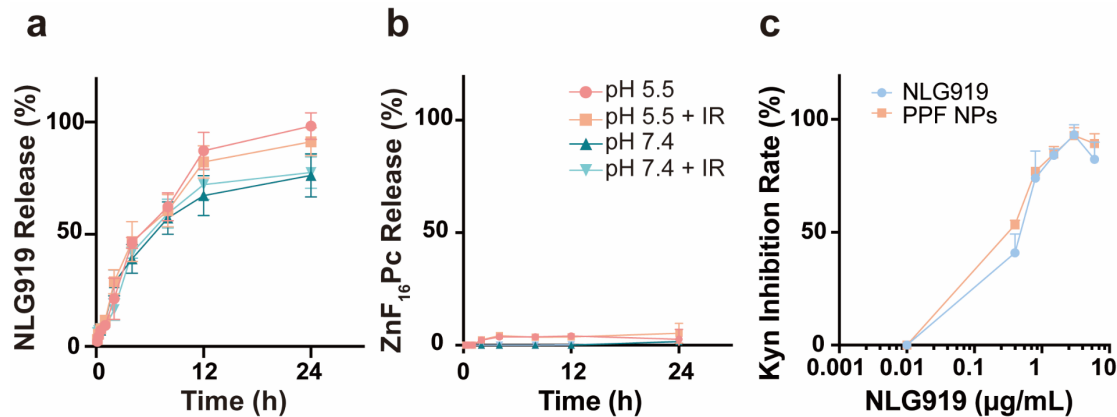 a
NLG919 Release (%)
100
50
0
0 12 24
Time (h)
b
ZnF₁₆Pc Release (%)
100
50
0
0 12 24
Time (h)
pH 5.5
pH 5.5 + IR
pH 7.4
pH 7.4 + IR
c
Kyn Inhibition Rate (%)
100
50
0
0.001 0.01 0.1 1 10
NLG919 (µg/mL)
NLG919
PPF NPs